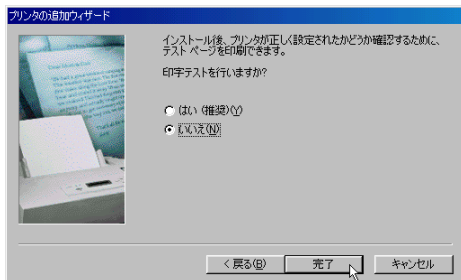 プリンタの追加ウィザード
インストール後、プリンタが正しく設定されたかどうか確認するために、
テスト ページを印刷できます。
印字テストを行いますか?
はい (推奨)(Y)
いいえ(N)
< 戻る(B)
完了
キャンセル